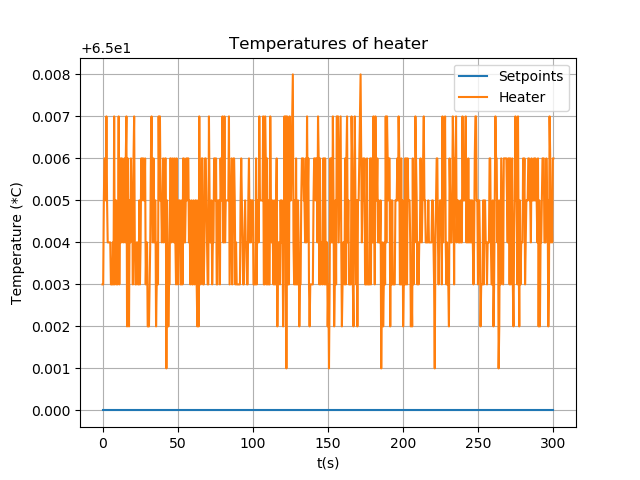 Temperatures of heater
+6.5e1
Setpoints
Heater
Temperature (*C)
0.008
0.007
0.006
0.005
0.004
0.003
0.002
0.001
0.000
0 50 100 150 200 250 300
t(s)